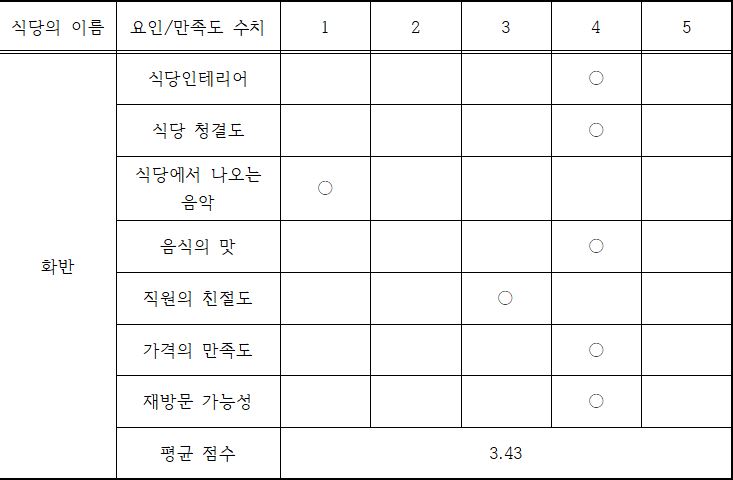 식당의 이름 요인/만족도 수치 1 2 3 4 5
식당인테리어 ○
식당 청결도 ○
식당에서 나오는
음악 ○
음식의 맛 ○
화반
직원의 친절도 ○
가격의 만족도 ○
재방문 가능성 ○
평균 점수 3.43